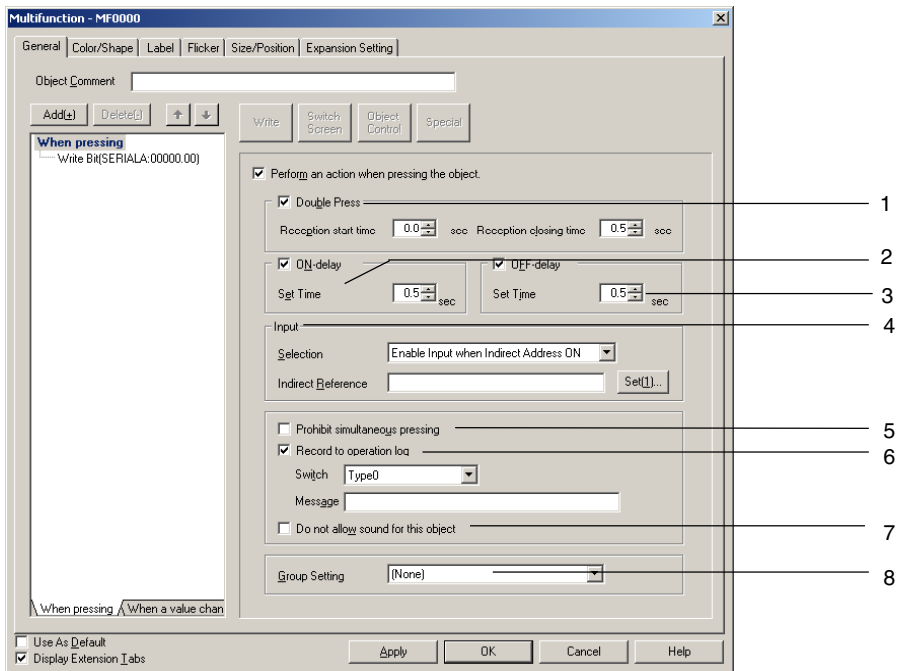 Multifunction - MF0000
General Color/Shape Label Flicker Size/Position Expansion Setting
Object Comment
Add(+) Delete(-) Write Switch Screen Object Control Special
When pressing
Write Bit(SERIALA:00000.00)
Perform an action when pressing the object.
Double Press 1
Reception start time 0.0 sec Reception closing time 0.5 sec
ON-delay OFF-delay 2
Set Time 0.5 sec Set Time 0.5 sec 3
Input 4
Selection Enable Input when Indirect Address ON
Indirect Reference Set(1)...
Prohibit simultaneous pressing 5
Record to operation log 6
Switch Type0
Message
Do not allow sound for this object 7
Group Setting (None) 8
When pressing When a value chan
Use As Default
Display Extension Tabs
Apply OK Cancel Help